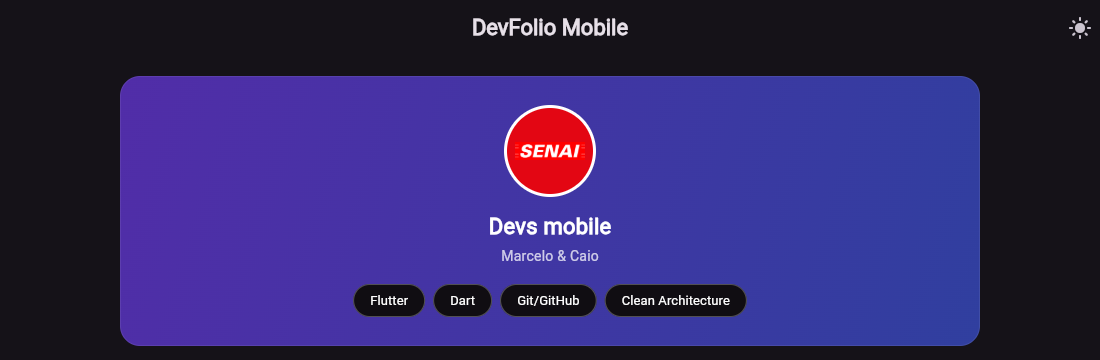 DevFolio Mobile
SENAI
Devs mobile
Marcelo & Caio
Flutter
Dart
Git/GitHub
Clean Architecture